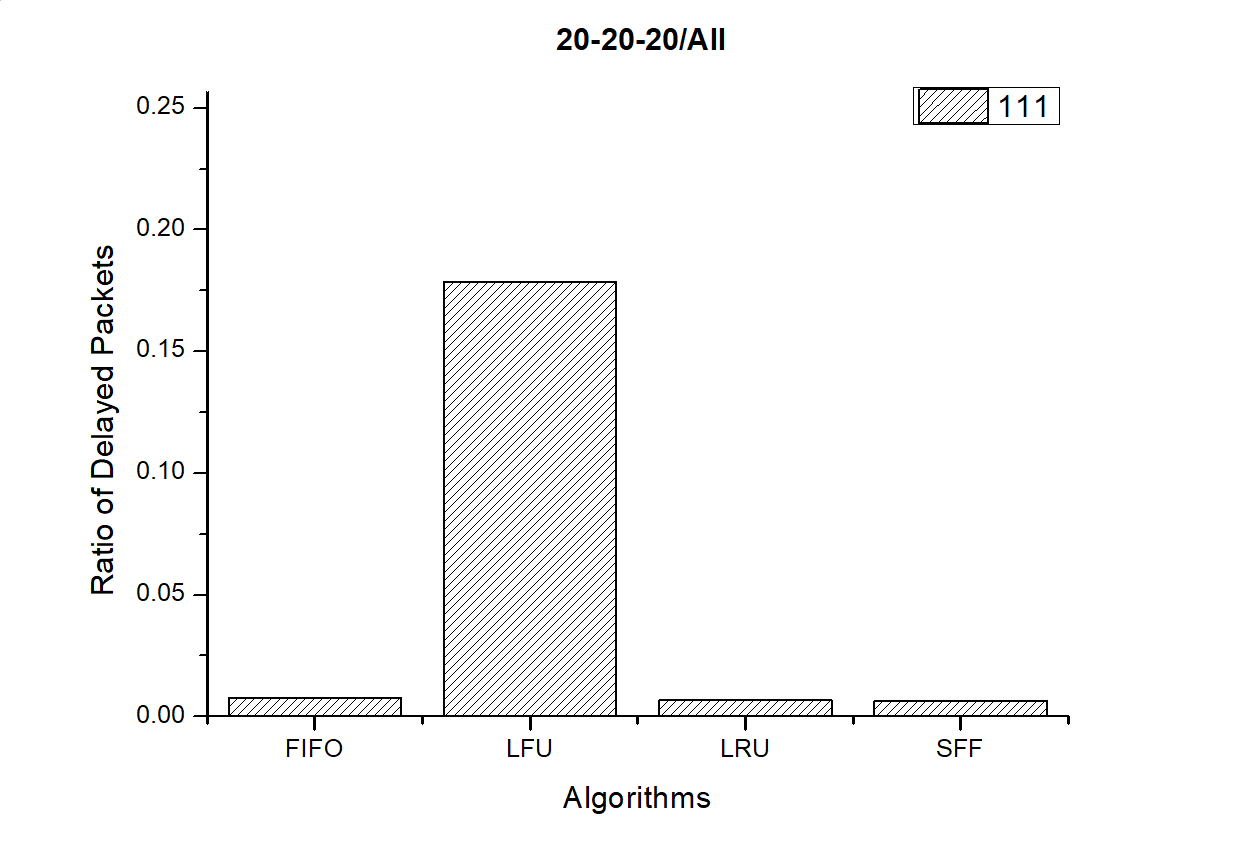 20-20-20/All
111
Ratio of Delayed Packets
0.25
0.20
0.15
0.10
0.05
0.00
FIFO LFU LRU SFF
Algorithms